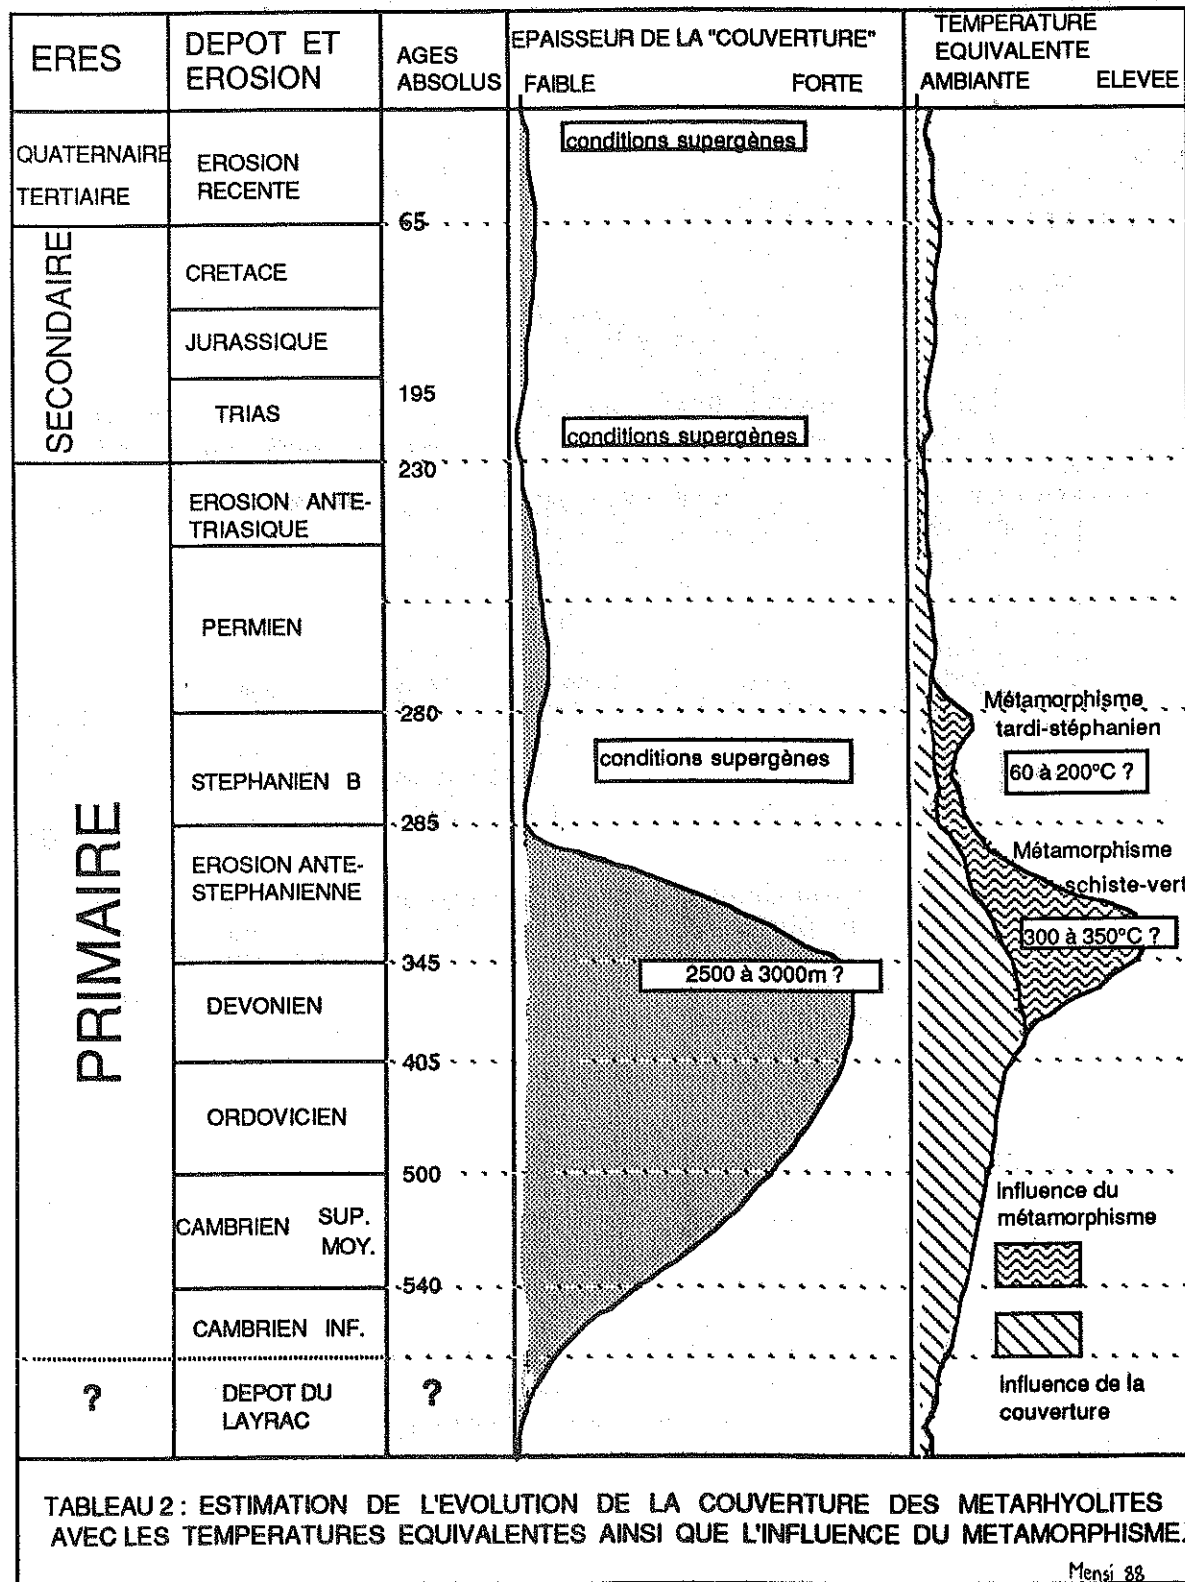 ERES
DEPOT ET
EROSION
AGES
ABSOLUS
EPAISSEUR DE LA "COUVERTURE"
FAIBLE FORTE
TEMPERATURE
EQUIVALENTE
AMBIANTE ELEVEE
QUATERNAIRE
TERTIAIRE
EROSION
RECENTE
conditions supergènes
65
SECONDAIRE
CRETACE
JURASSIQUE
195
TRIAS
conditions supergènes
230
PRIMAIRE
EROSION ANTE-
TRIASIQUE
PERMIEN
280
Métamorphisme
tardi-stéphanien
60 à 200°C ?
STEPHANIEN B
conditions supergènes
285
EROSION ANTE-
STEPHANIENNE
Métamorphisme
schiste-vert
300 à 350°C ?
345
2500 à 3000m ?
DEVONIEN
405
ORDOVICIEN
500
CAMBRIEN SUP.
MOY.
Influence du
métamorphisme
540
CAMBRIEN INF.
?
DEPOT DU
LAYRAC
?
Influence de la
couverture
TABLEAU 2 : ESTIMATION DE L'EVOLUTION DE LA COUVERTURE DES METARHYOLITES
AVEC LES TEMPERATURES EQUIVALENTES AINSI QUE L'INFLUENCE DU METAMORPHISME.
Mensi 88